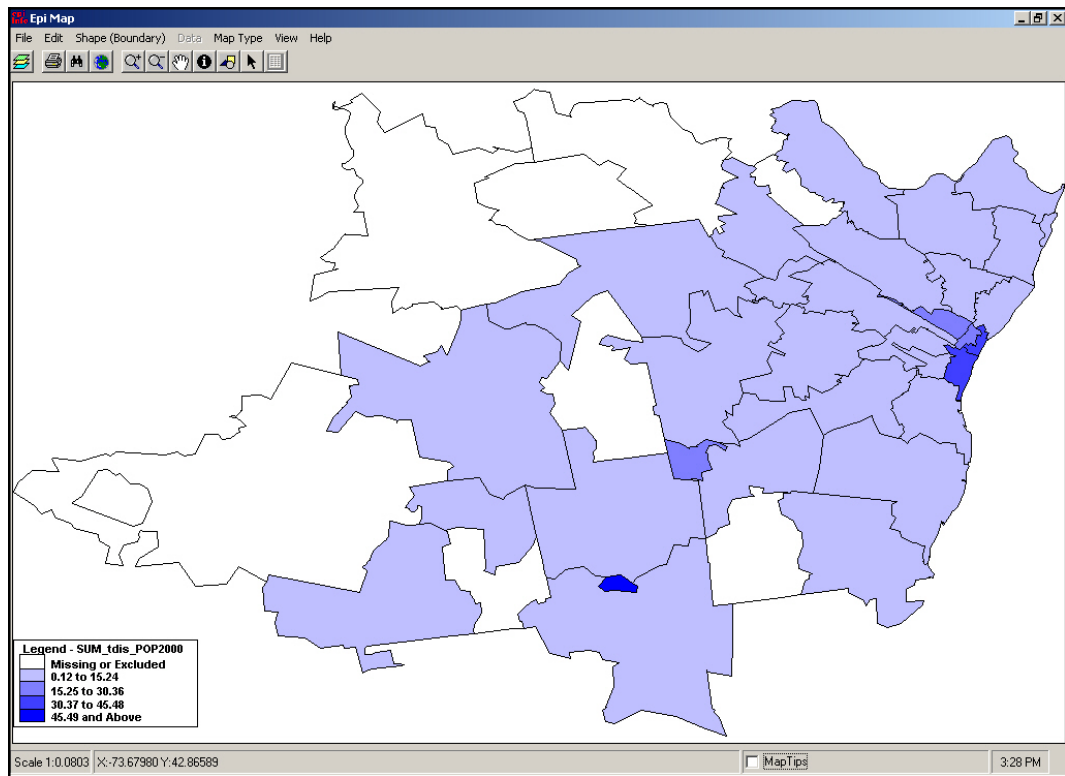 Epi Map
File Edit Shape (Boundary) Data Map Type View Help
Legend - SUM_tdis_POP2000
Missing or Excluded
0.12 to 15.24
15.25 to 30.36
30.37 to 45.48
45.49 and Above
Scale 1:0.0803 X:-73.67980 Y:42.86589 MapTips 3:28 PM